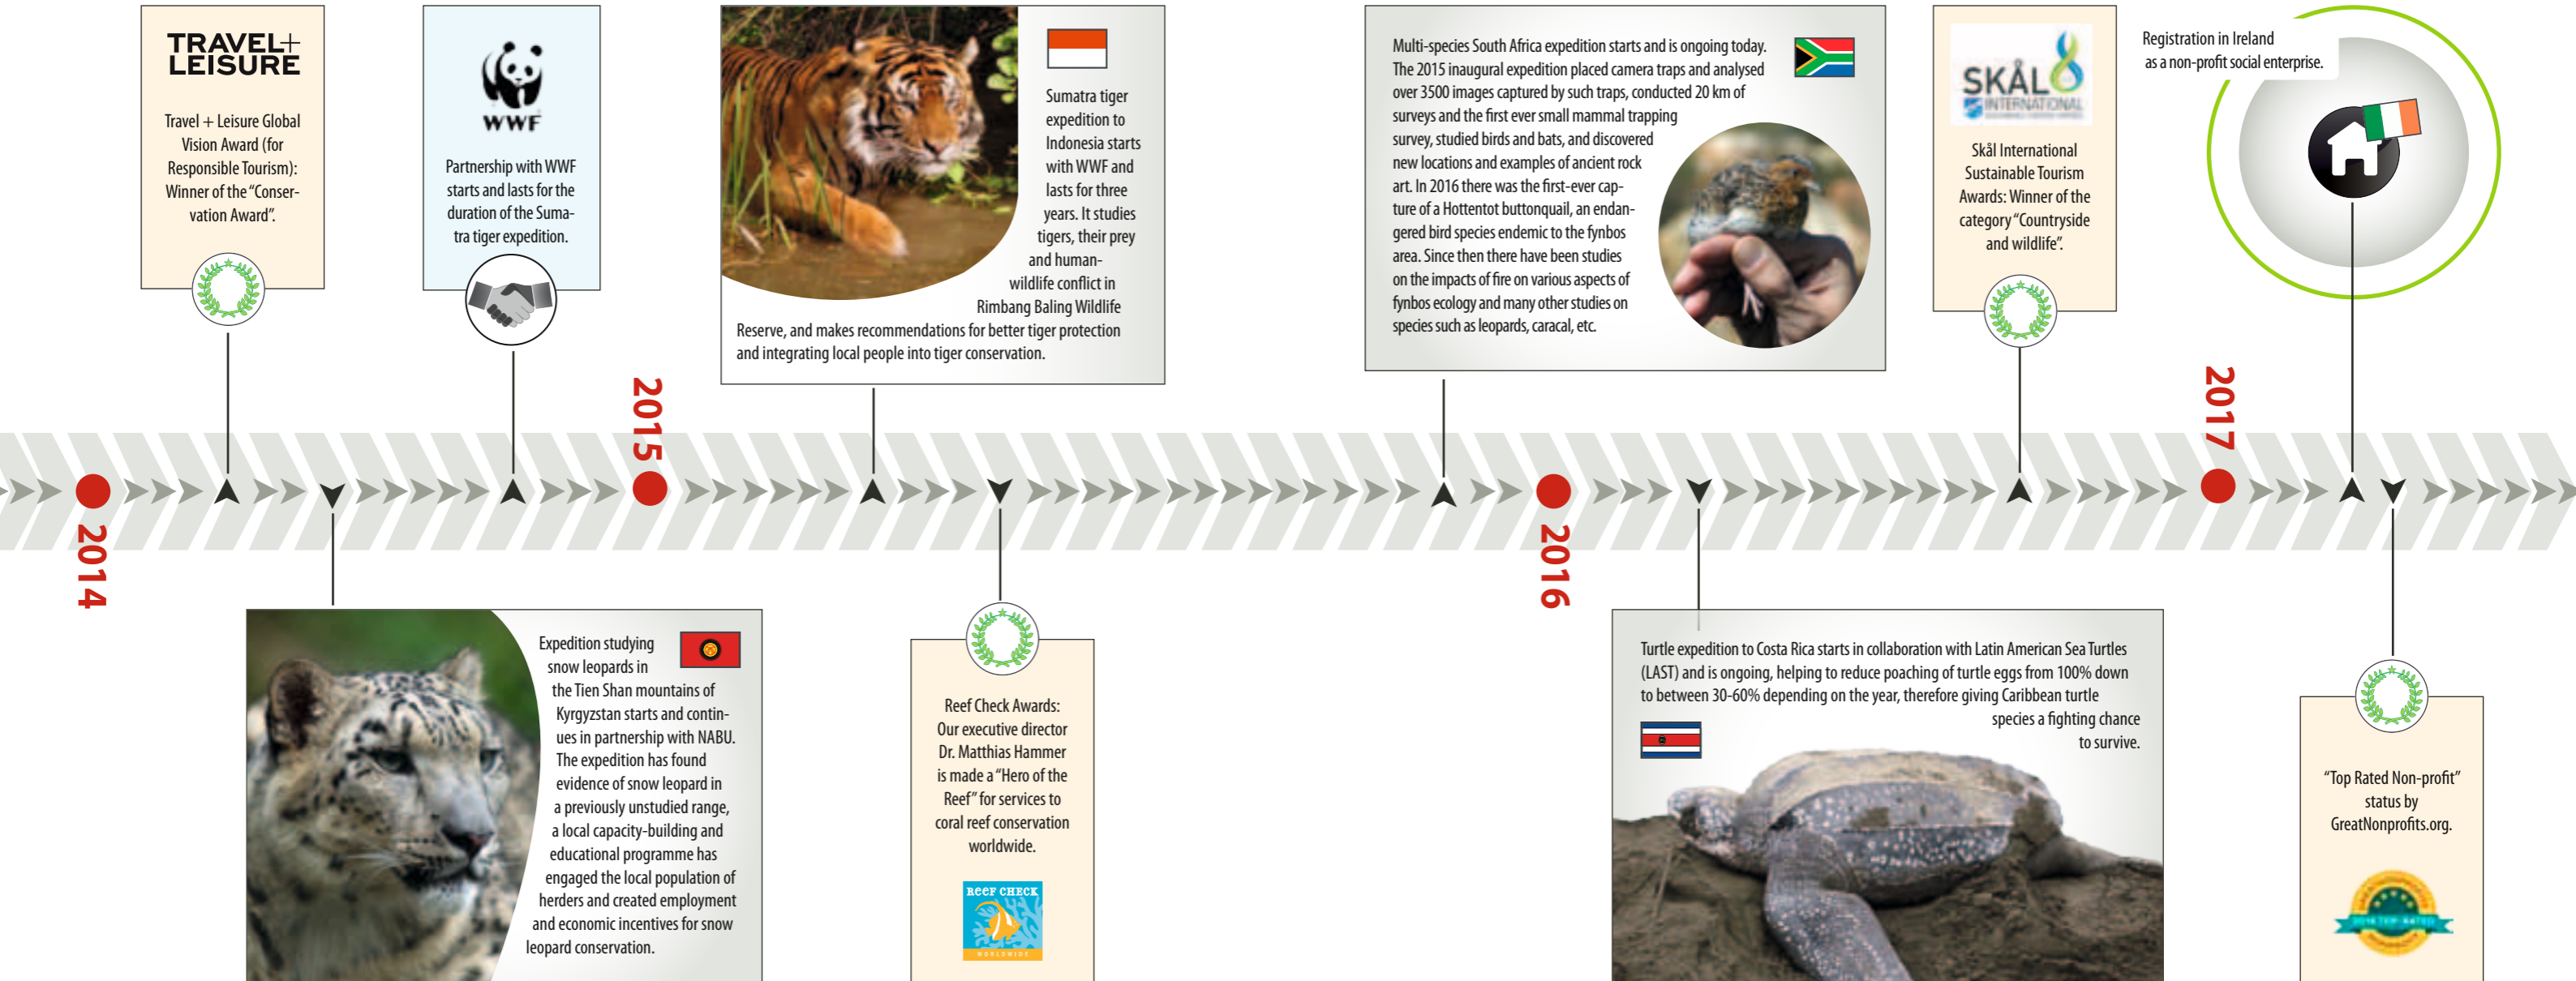 TRAVEL+
LEISURE
Travel + Leisure Global
Vision Award (for
Responsible Tourism):
Winner of the “Conser-
vation Award”.
WWF
Partnership with WWF
starts and lasts for the
duration of the Suma-
tra tiger expedition.
Sumatra tiger
expedition to
Indonesia starts
with WWF and
lasts for three
years. It studies
tigers, their prey
and human-
wildlife conflict in
Rimbang Baling Wildlife
Reserve, and makes recommendations for better tiger protection
and integrating local people into tiger conservation.
Multi-species South Africa expedition starts and is ongoing today.
The 2015 inaugural expedition placed camera traps and analysed
over 3500 images captured by such traps, conducted 20 km of
surveys and the first ever small mammal trapping
survey, studied birds and bats, and discovered
new locations and examples of ancient rock
art. In 2016 there was the first-ever cap-
ture of a Hottentot buttonquail, an endan-
gered bird species endemic to the fynbos
area. Since then there have been studies
on the impacts of fire on various aspects of
fynbos ecology and many other studies on
species such as leopards, caracal, etc.
SKÅL
INTERNATIONAL
Skål International
Sustainable Tourism
Awards: Winner of the
category “Countryside
and wildlife”.
Registration in Ireland
as a non-profit social enterprise.
2014
2015
2016
2017
Expedition studying
snow leopards in
the Tien Shan mountains of
Kyrgyzstan starts and contin-
ues in partnership with NABU.
The expedition has found
evidence of snow leopard in
a previously unstudied range,
a local capacity-building and
educational programme has
engaged the local population of
herders and created employment
and economic incentives for snow
leopard conservation.
Reef Check Awards:
Our executive director
Dr. Matthias Hammer
is made a “Hero of the
Reef” for services to
coral reef conservation
worldwide.
REEF CHECK
WORLDWIDE
Turtle expedition to Costa Rica starts in collaboration with Latin American Sea Turtles
(LAST) and is ongoing, helping to reduce poaching of turtle eggs from 100% down
to between 30-60% depending on the year, therefore giving Caribbean turtle
species a fighting chance
to survive.
“Top Rated Non-profit”
status by
GreatNonprofits.org.
TOP-RATED